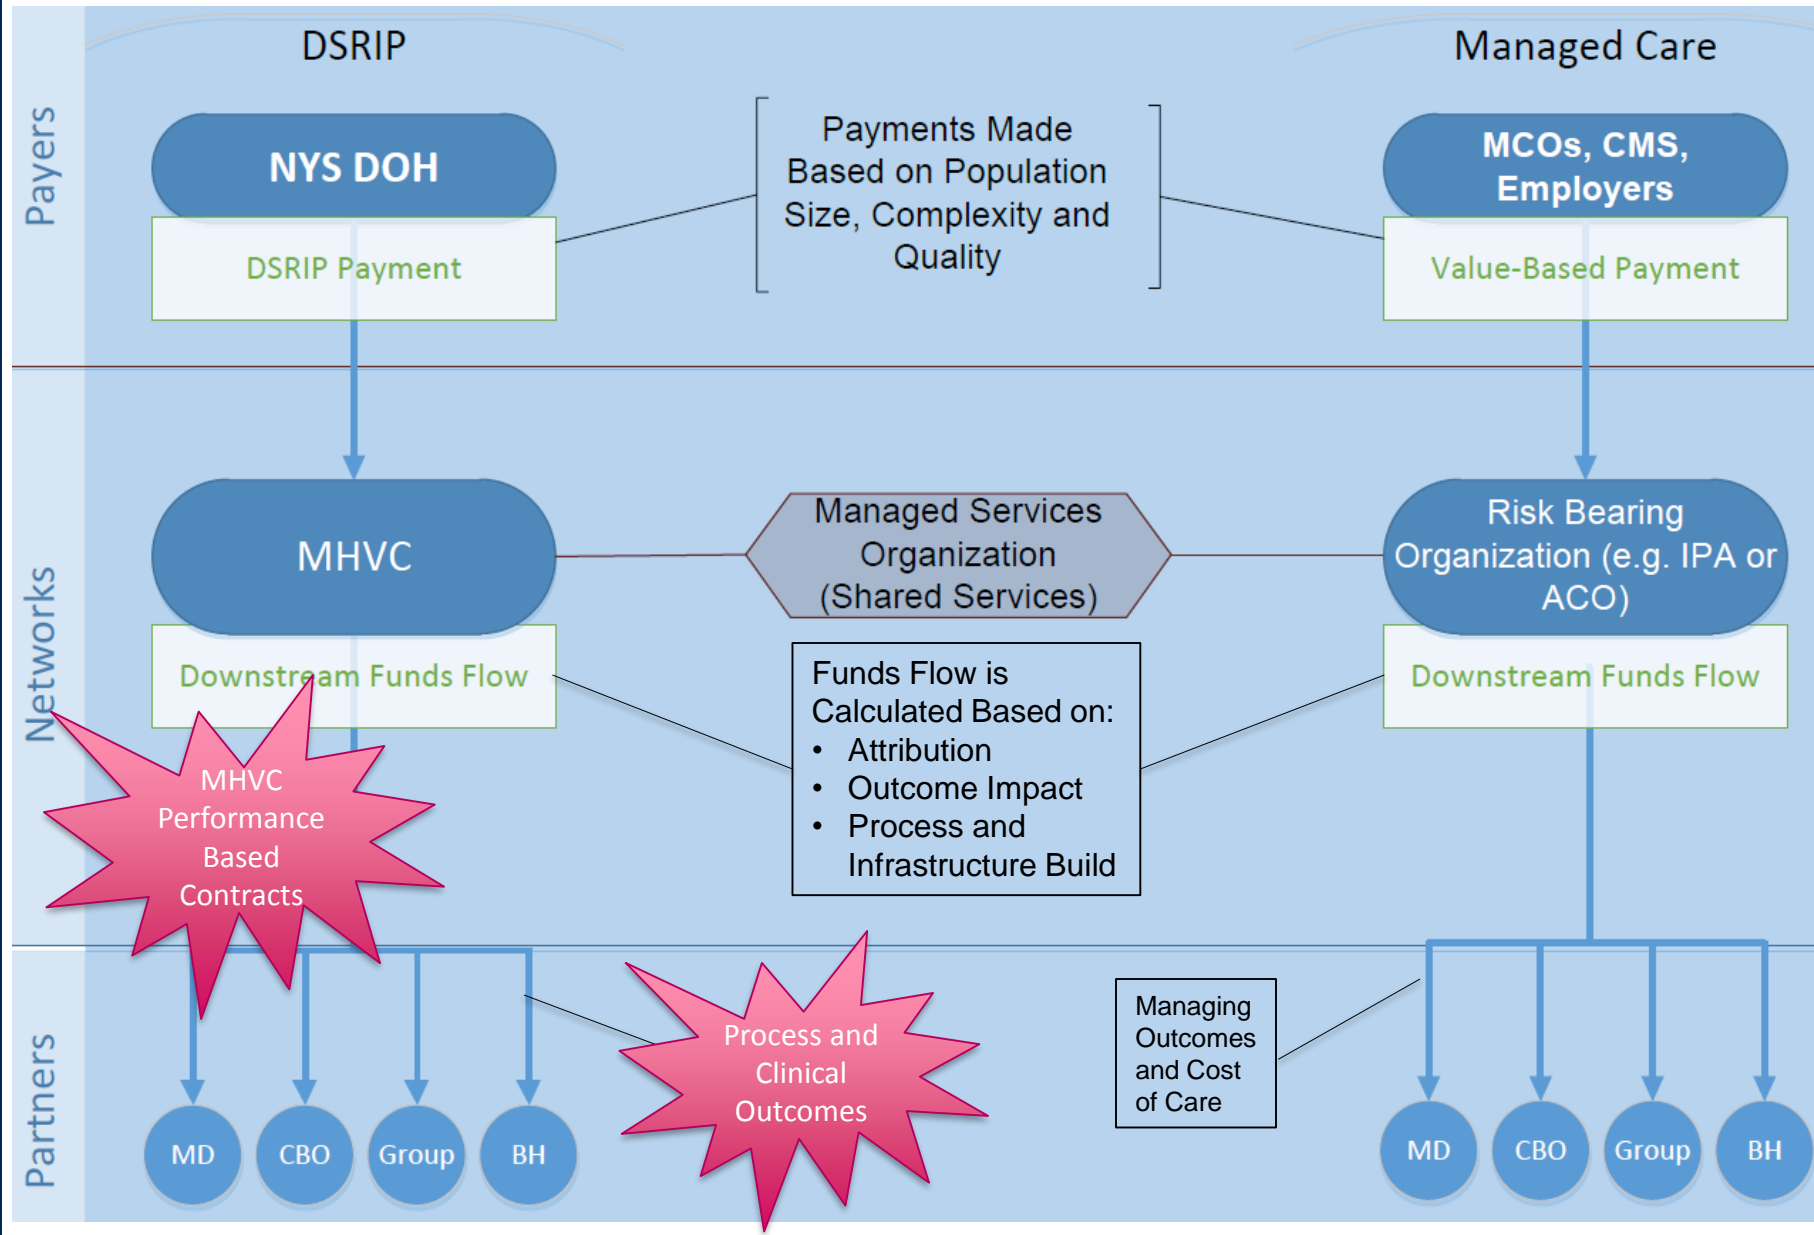 DSRIP
Managed Care
Payers
NYS DOH
DSRIP Payment
Payments Made
Based on Population
Size, Complexity and
Quality
MCOs, CMS,
Employers
Value-Based Payment
Networks
MHVC
Managed Services
Organization
(Shared Services)
Risk Bearing
Organization (e.g. IPA or
ACO)
Downstream Funds Flow
Funds Flow is
Calculated Based on:
• Attribution
• Outcome Impact
• Process and
Infrastructure Build
Downstream Funds Flow
MHVC
Performance
Based
Contracts
Partners
Process and
Clinical
Outcomes
Managing
Outcomes
and Cost
of Care
MD
CBO
Group
BH
MD
CBO
Group
BH